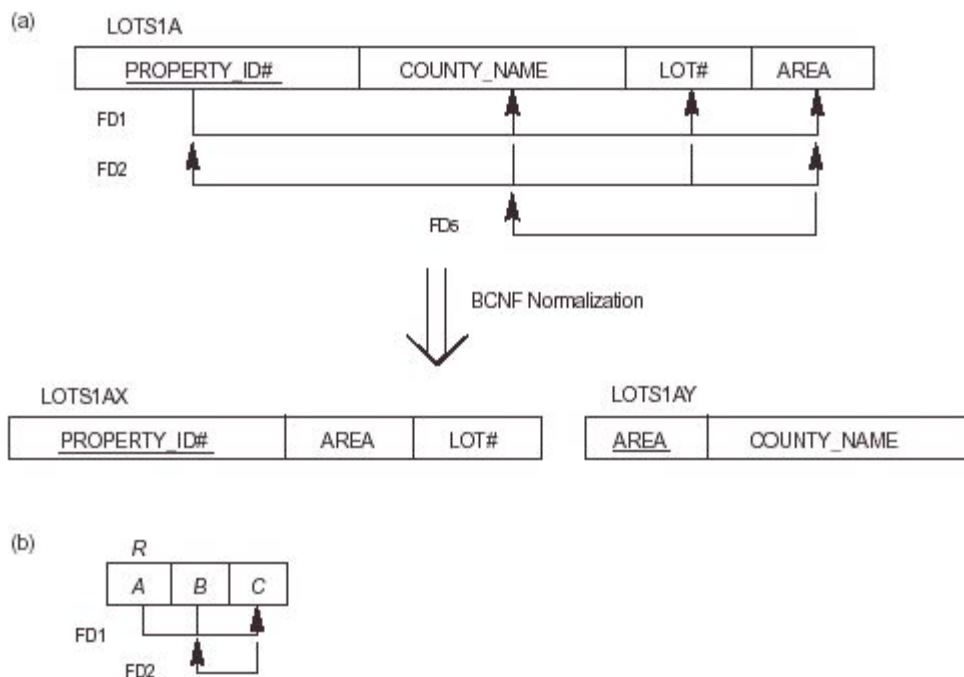 (a)
LOTS1A
PROPERTY_ID# COUNTY_NAME LOT# AREA
FD1
FD2
FD5
BCNF Normalization
LOTS1AX
PROPERTY_ID# AREA LOT#
LOTS1AY
AREA COUNTY_NAME
(b)
R
A B C
FD1
FD2